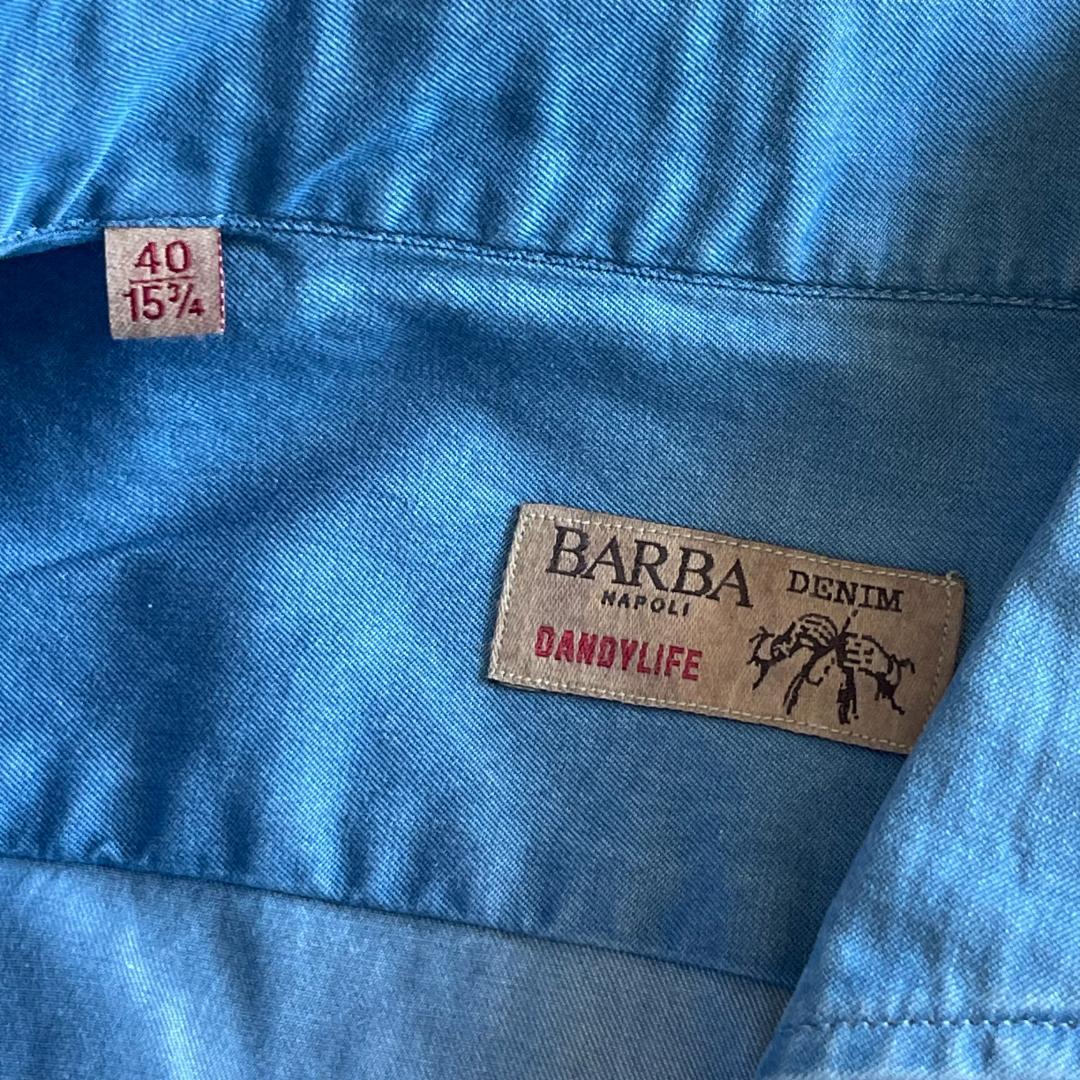 40
15¾
BARBA DENIM
NAPOLI
DANDYLIFE